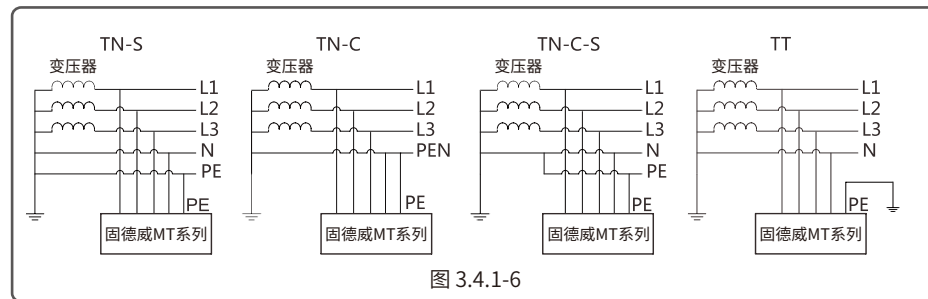 TN-S
变压器
L1
L2
L3
N
PE
PE
固德威MT系列
TN-C
变压器
L1
L2
L3
PEN
PE
固德威MT系列
TN-C-S
变压器
L1
L2
L3
N
PE
PE
固德威MT系列
TT
变压器
L1
L2
L3
N
PE
固德威MT系列
图 3.4.1-6